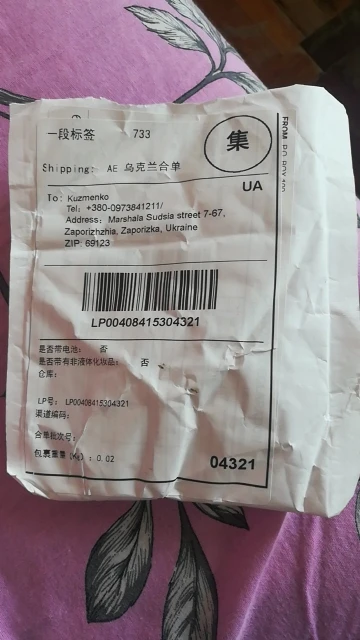 一段标签 733
集
Shipping: AE 乌克兰合单
UA
To: Kuzmenko
Tel: +380-0973841211/
Address: Marshala Sudsia street 7-67,
Zaporizhzhia, Zaporizka, Ukraine
ZIP: 69123
LP00408415304321
是否带电池: 否
是否带有非液体化妆品: 否
仓库:
LP号: LP00408415304321
渠道编码:
合单批次号:
包裹重量(Kg): 0.02
04321
FROM P.O. BOX